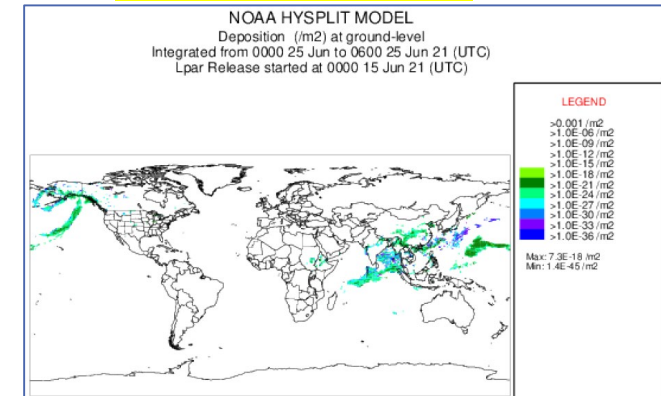 NOAA HYSPLIT MODEL
Deposition (/m2) at ground-level
Integrated from 0000 25 Jun to 0600 25 Jun 21 (UTC)
Lpar Release started at 0000 15 Jun 21 (UTC)
LEGEND
>0.001 /m2
>1.0E-06 /m2
>1.0E-09 /m2
>1.0E-12 /m2
>1.0E-15 /m2
>1.0E-18 /m2
>1.0E-21 /m2
>1.0E-24 /m2
>1.0E-27 /m2
>1.0E-30 /m2
>1.0E-33 /m2
>1.0E-36 /m2
Max: 7.3E-18 /m2
Min: 1.4E-45 /m2